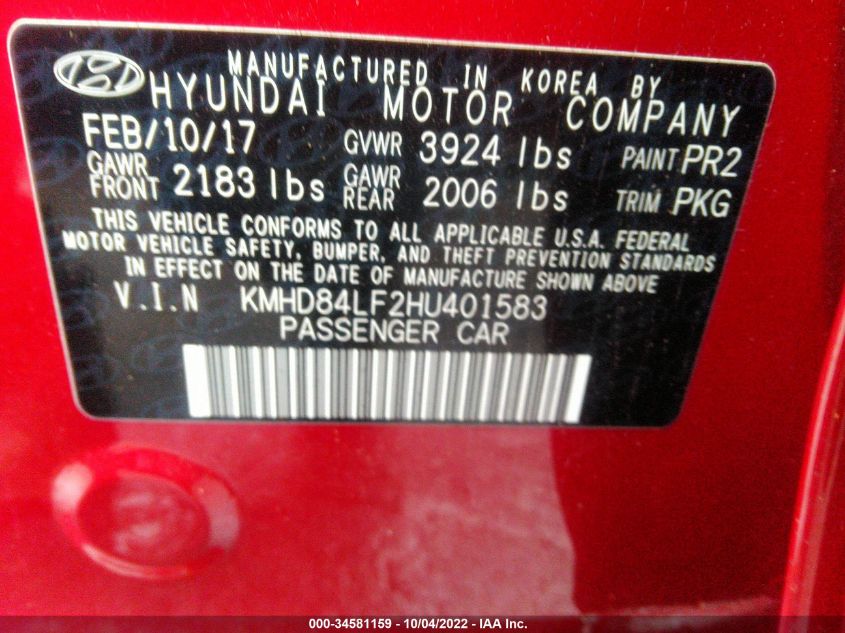 MANUFACTURED IN KOREA BY
HYUNDAI MOTOR COMPANY
FEB/10/17 GVWR 3924 lbs PAINT PR2
GAWR FRONT 2183 lbs GAWR REAR 2006 lbs TRIM PKG
THIS VEHICLE CONFORMS TO ALL APPLICABLE U.S.A. FEDERAL
MOTOR VEHICLE SAFETY, BUMPER, AND THEFT PREVENTION STANDARDS
IN EFFECT ON THE DATE OF MANUFACTURE SHOWN ABOVE
V.I.N KMHD84LF2HU401583
PASSENGER CAR
000-34581159 - 10/04/2022 - IAA Inc.